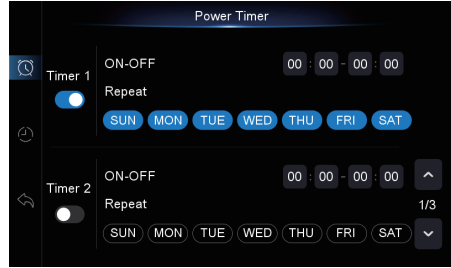 Power Timer
Timer 1
ON-OFF 00 : 00 - 00 : 00
Repeat
SUN MON TUE WED THU FRI SAT
Timer 2
ON-OFF 00 : 00 - 00 : 00
Repeat
1/3
SUN MON TUE WED THU FRI SAT